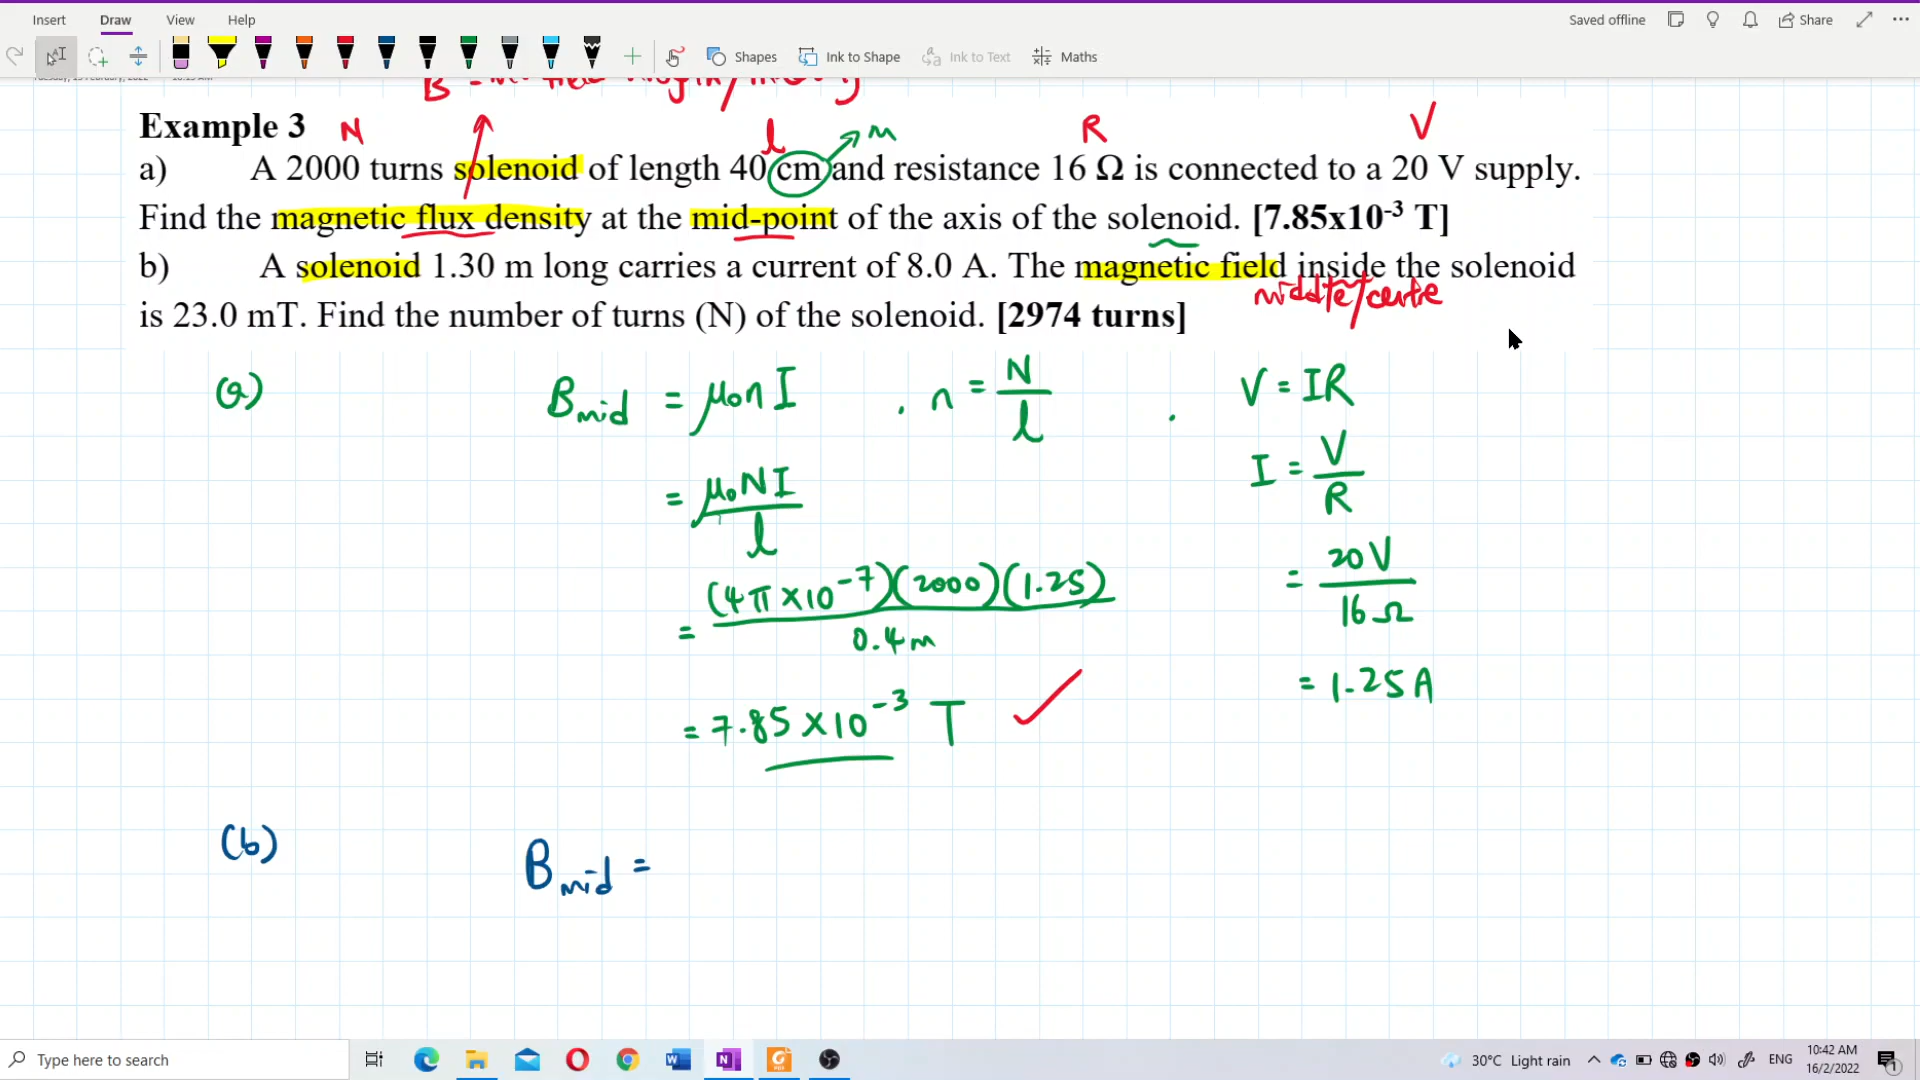 Insert Draw View Help
Saved offline Share
Shapes Ink to Shape Ink to Text Maths
B =
Example 3 N l m R V
a) A 2000 turns solenoid of length 40 cm and resistance 16 Ω is connected to a 20 V supply.
Find the magnetic flux density at the mid-point of the axis of the solenoid. [7.85x10⁻³ T]
b) A solenoid 1.30 m long carries a current of 8.0 A. The magnetic field inside the solenoid
middle/centre
is 23.0 mT. Find the number of turns (N) of the solenoid. [2974 turns]
(a) B mid = μ₀nI , n = N/l , V = IR
= μ₀NI/l I = V/R
= (4π×10⁻⁷)(2000)(1.25)/0.4m = 20V/16Ω
= 7.85×10⁻³ T = 1.25A
(b) B mid =
Type here to search
30°C Light rain ENG 10:42 AM
16/2/2022